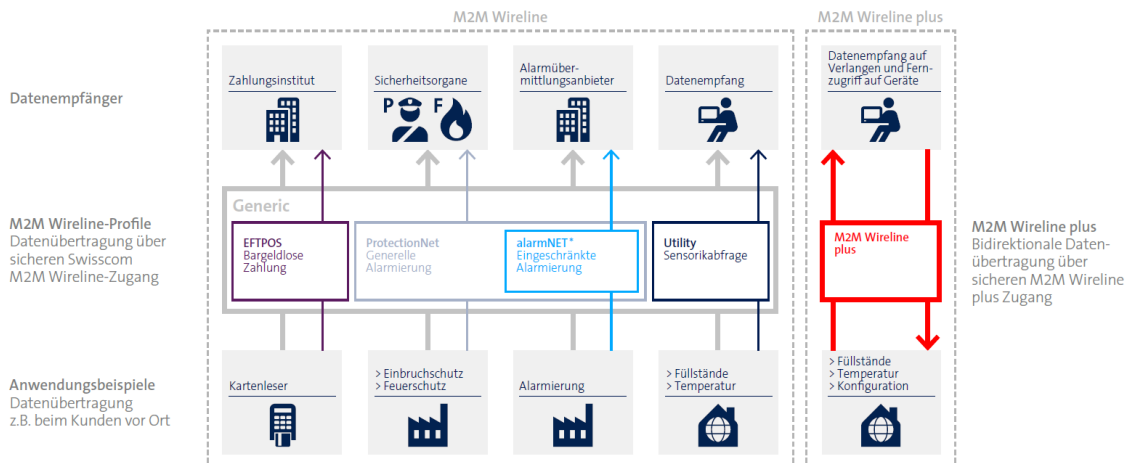 M2M Wireline
M2M Wireline plus
Datenempfänger
Zahlungsinstitut
Sicherheitsorgane
P
F
Alarmüber-
mittlungsanbieter
Datenempfang
Datenempfang auf
Verlangen und Fern-
zugriff auf Geräte
M2M Wireline-Profile
Datenübertragung über
sicheren Swisscom
M2M Wireline-Zugang
Generic
EFTPOS
Bargeldlose
Zahlung
ProtectionNet
Generelle
Alarmierung
alarmNET*
Eingeschränkte
Alarmierung
Utility
Sensorikabfrage
M2M Wireline
plus
M2M Wireline plus
Bidirektionale Daten-
übertragung über
sicheren M2M Wireline
plus Zugang
Anwendungsbeispiele
Datenübertragung
z.B. beim Kunden vor Ort
Kartenleser
> Einbruchschutz
> Feuerschutz
Alarmierung
> Füllstände
> Temperatur
> Füllstände
> Temperatur
> Konfiguration